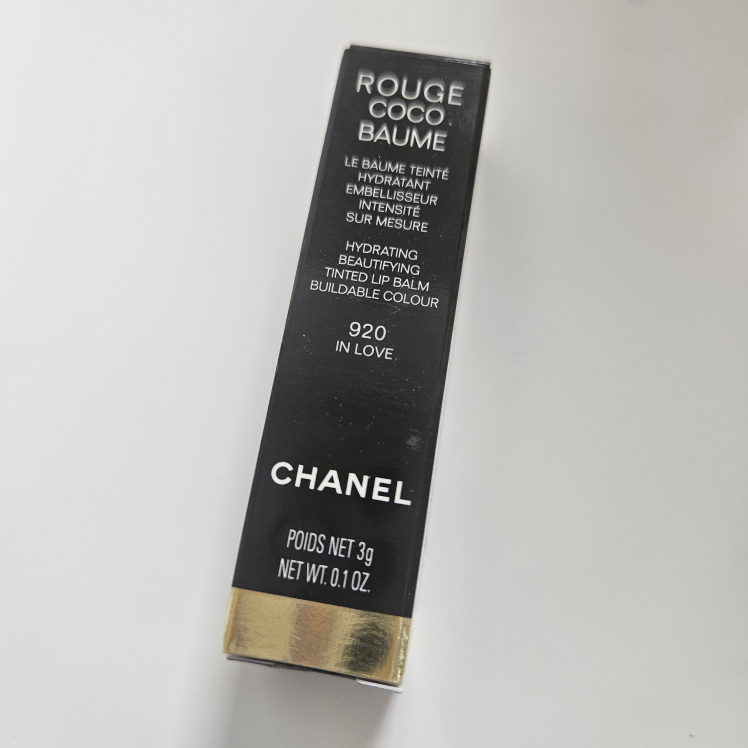 ROUGE
COCO
BAUME
LE BAUME TEINTÉ
HYDRATANT
EMBELLISSEUR
INTENSITÉ
SUR MESURE
HYDRATING
BEAUTIFYING
TINTED LIP BALM
BUILDABLE COLOUR
920
IN LOVE
CHANEL
POIDS NET 3g
NET WT. 0.1 OZ.